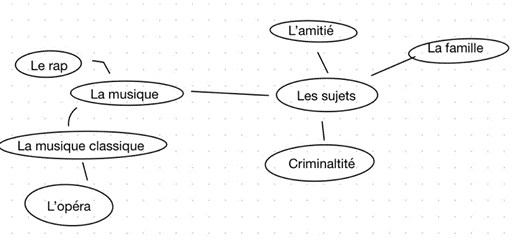 L'amitié
La famille
Le rap
La musique
Les sujets
La musique classique
Criminaltité
L'opéra